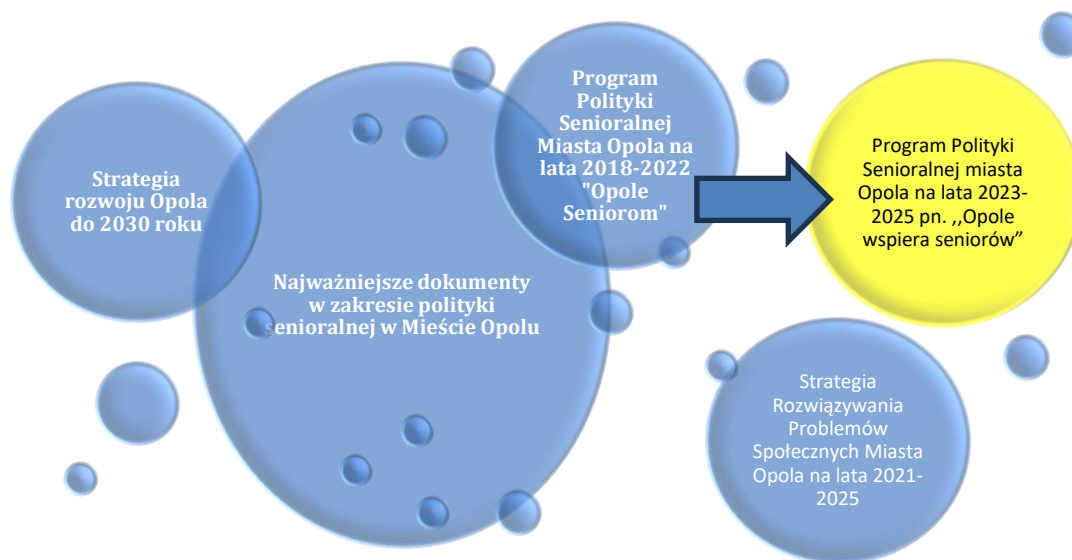 Strategia
rozwoju Opola
do 2030 roku
Najważniejsze dokumenty
w zakresie polityki
senioralnej w Mieście Opolu
Program
Polityki
Senioralnej
Miasta Opola na
lata 2018-2022
"Opole
Seniorom"
Program Polityki
Senioralnej miasta
Opola na lata 2023-
2025 pn. ,,Opole
wspiera seniorów”
Strategia
Rozwiązywania
Problemów
Społecznych Miasta
Opola na lata 2021-
2025